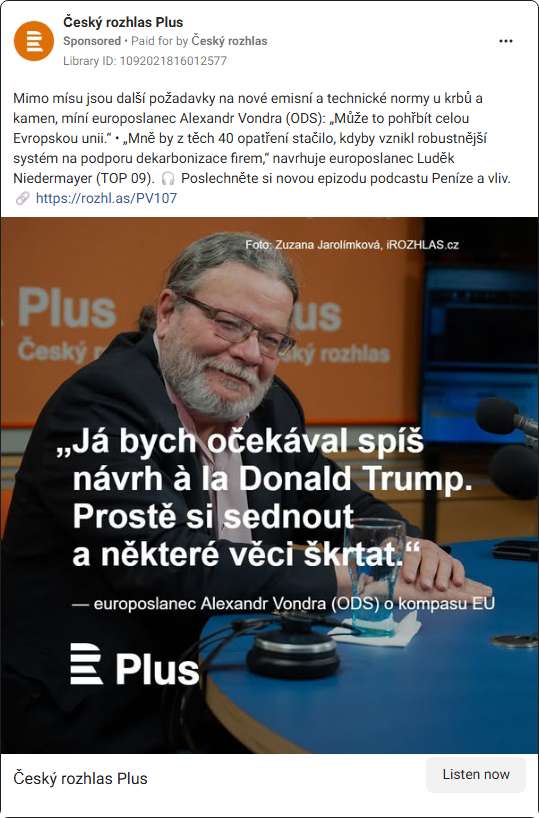 Český rozhlas Plus
Sponsored • Paid for by Český rozhlas
Library ID: 1092021816012577
Mimo mísu jsou další požadavky na nové emisní a technické normy u krbů a
kamen, míní europoslanec Alexandr Vondra (ODS): „Může to pohřbít celou
Evropskou unii.“ • „Mně by z těch 40 opatření stačilo, kdyby vznikl robustnější
systém na podporu dekarbonizace firem,“ navrhuje europoslanec Luděk
Niedermayer (TOP 09). 🎧 Poslechněte si novou epizodu podcastu Peníze a vliv.
🔗 https://rozhl.as/PV107
Foto: Zuzana Jarolímková, iROZHLAS.cz
Plus
Český
us
ký rozhlas
„Já bych očekával spíš
návrh à la Donald Trump.
Prostě si sednout
a některé věci škrtat.“
— europoslanec Alexandr Vondra (ODS) o kompasu EU
Plus
Český rozhlas Plus
Listen now